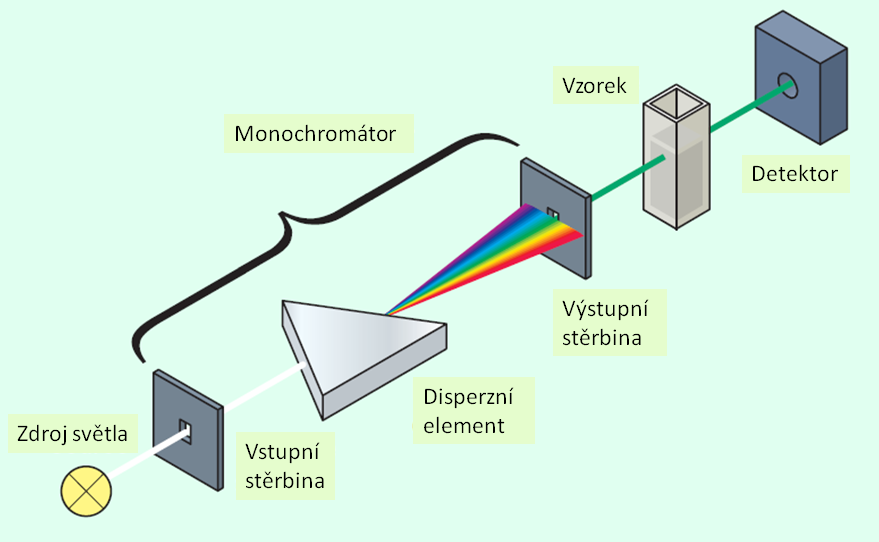 Vzorek
Monochromátor
Detektor
Výstupní
stěrbina
Disperzní
element
Zdroj světla
Vstupní
stěrbina